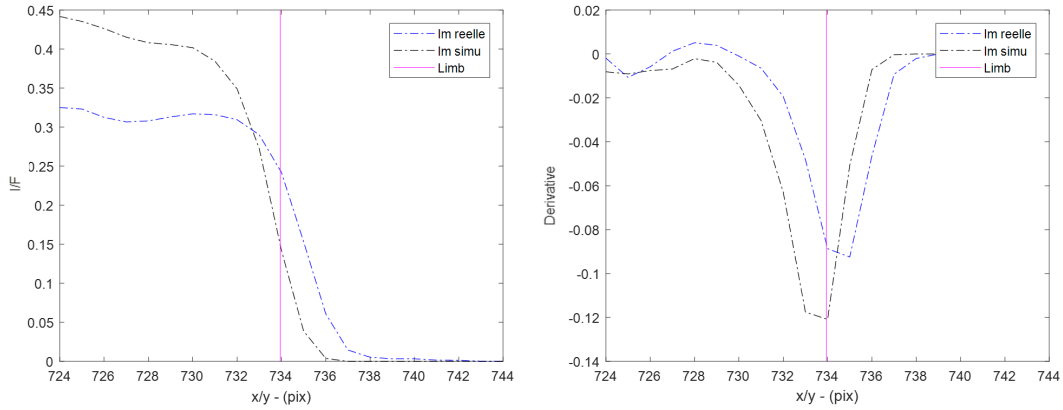 0.45
0.4
0.35
0.3
0.25
0.2
0.15
0.1
0.05
0
I/F
724 726 728 730 732 734 736 738 740 742 744
x/y - (pix)
Im reelle
Im simu
Limb
0.02
0
-0.02
-0.04
-0.06
-0.08
-0.1
-0.12
-0.14
Derivative
724 726 728 730 732 734 736 738 740 742 744
x/y - (pix)
Im reelle
Im simu
Limb